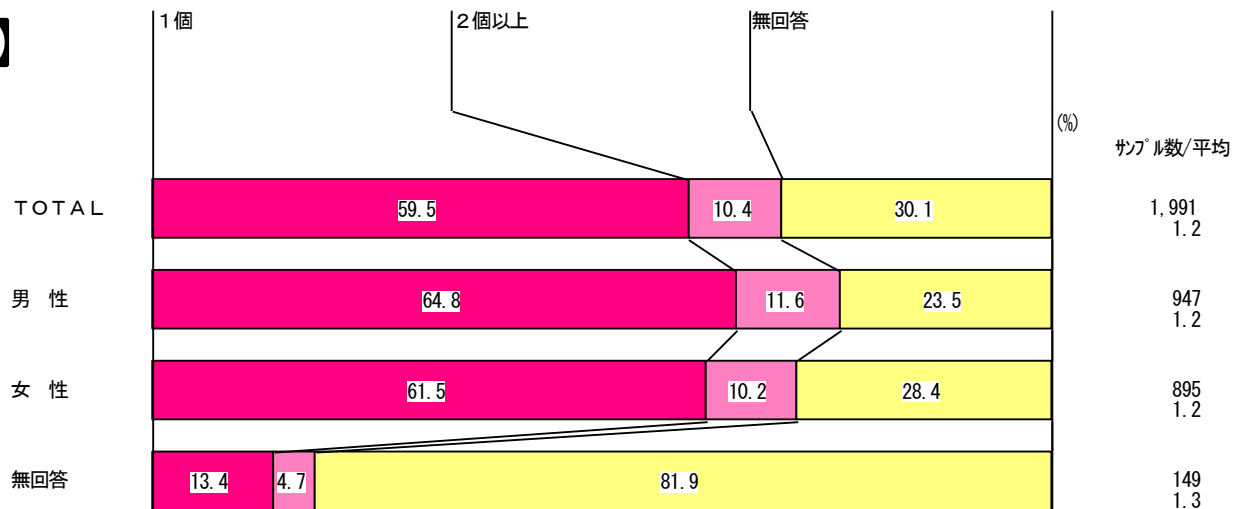 )
1個 2個以上 無回答
(%)
ｻﾝﾌﾟﾙ数/平均
ＴＯＴＡＬ 59.5 10.4 30.1 1,991
1.2
男 性 64.8 11.6 23.5 947
1.2
女 性 61.5 10.2 28.4 895
1.2
無回答 13.4 4.7 81.9 149
1.3